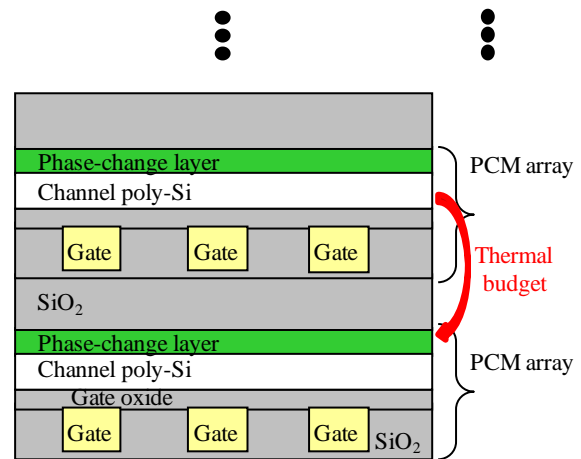 Phase-change layer
PCM array
Channel poly-Si
Gate Gate Gate
Thermal
budget
SiO2
Phase-change layer
Channel poly-Si
PCM array
Gate oxide
Gate Gate Gate
SiO2